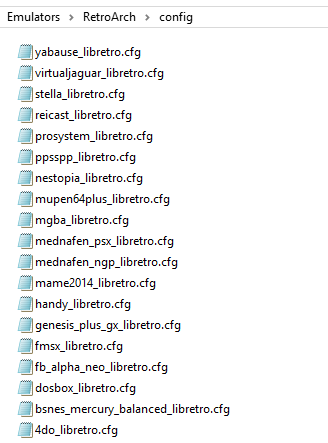 Emulators > RetroArch > config
yabause_libretro.cfg
virtualjaguar_libretro.cfg
stella_libretro.cfg
reicast_libretro.cfg
prosystem_libretro.cfg
ppsspp_libretro.cfg
nestopia_libretro.cfg
mupen64plus_libretro.cfg
mgba_libretro.cfg
mednafen_psx_libretro.cfg
mednafen_ngp_libretro.cfg
mame2014_libretro.cfg
handy_libretro.cfg
genesis_plus_gx_libretro.cfg
fmsx_libretro.cfg
fb_alpha_neo_libretro.cfg
dosbox_libretro.cfg
bsnes_mercury_balanced_libretro.cfg
4do_libretro.cfg